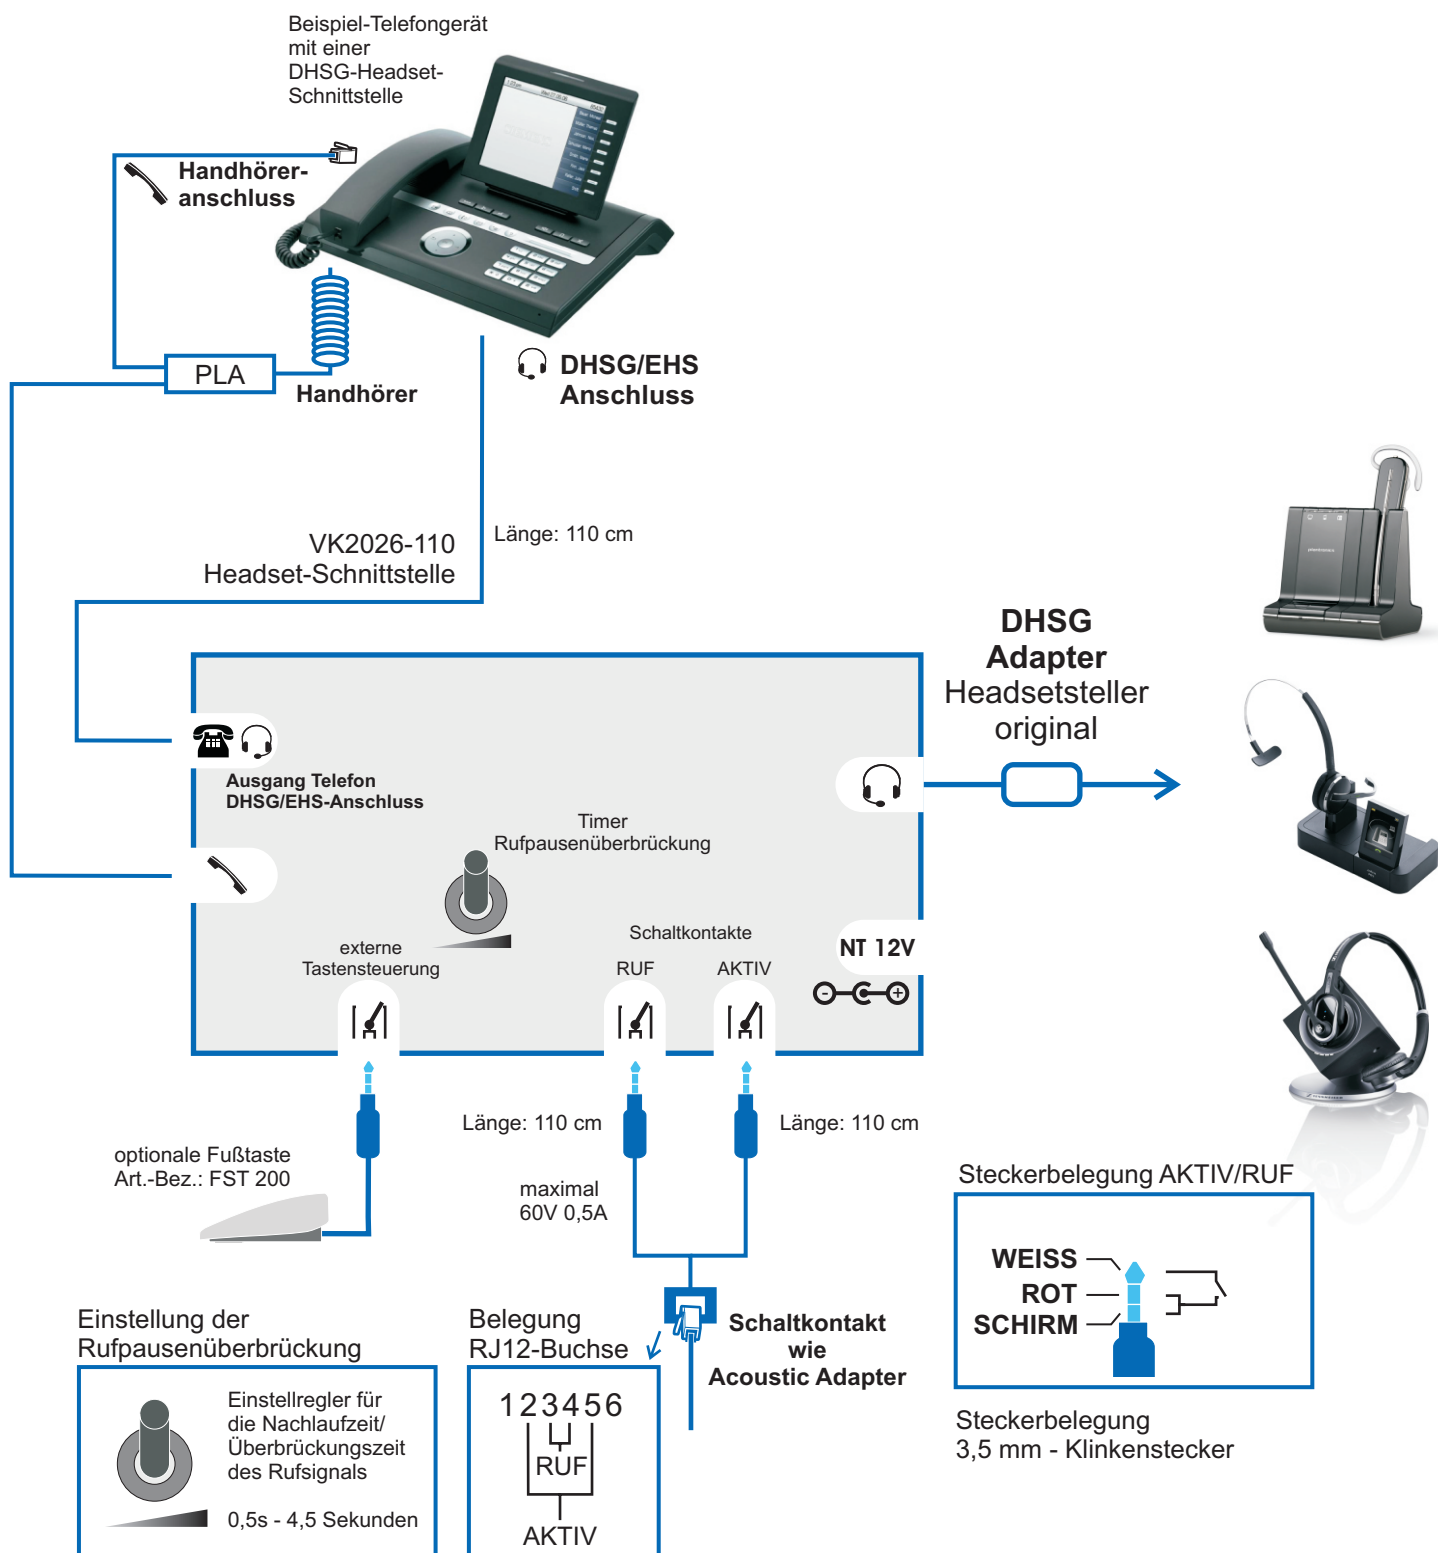 Beispiel-Telefongerät
mit einer
DHSG-Headset-
Schnittstelle
Handhörer-
anschluss
PLA
Handhörer
DHSG/EHS
Anschluss
VK2026-110
Headset-Schnittstelle
Länge: 110 cm
DHSG
Adapter
Headsetsteller
original
Ausgang Telefon
DHSG/EHS-Anschluss
Timer
Rufpausenüberbrückung
externe
Tastensteuerung
Schaltkontakte
RUF
AKTIV
NT 12V
- +
Länge: 110 cm
Länge: 110 cm
optionale Fußtaste
Art.-Bez.: FST 200
maximal
60V 0,5A
Steckerbelegung AKTIV/RUF
WEISS
ROT
SCHIRM
Steckerbelegung
3,5 mm - Klinkenstecker
Schaltkontakt
wie
Acoustic Adapter
Einstellung der
Rufpausenüberbrückung
Einstellregler für
die Nachlaufzeit/
Überbrückungszeit
des Rufsignals
0,5s - 4,5 Sekunden
Belegung
RJ12-Buchse
123456
RUF
AKTIV